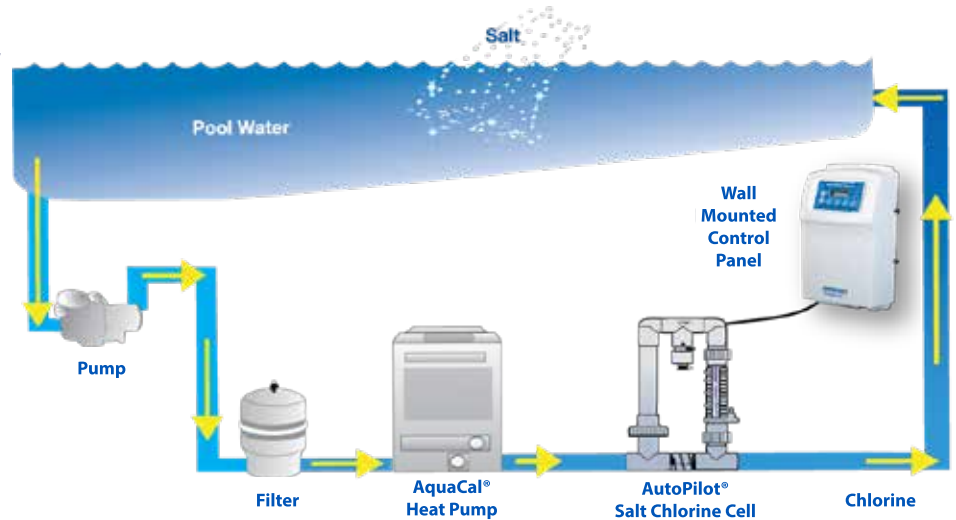 Salt
Pool Water
Wall
Mounted
Control
Panel
Pump
Filter
AquaCal®
Heat Pump
AutoPilot®
Salt Chlorine Cell
Chlorine